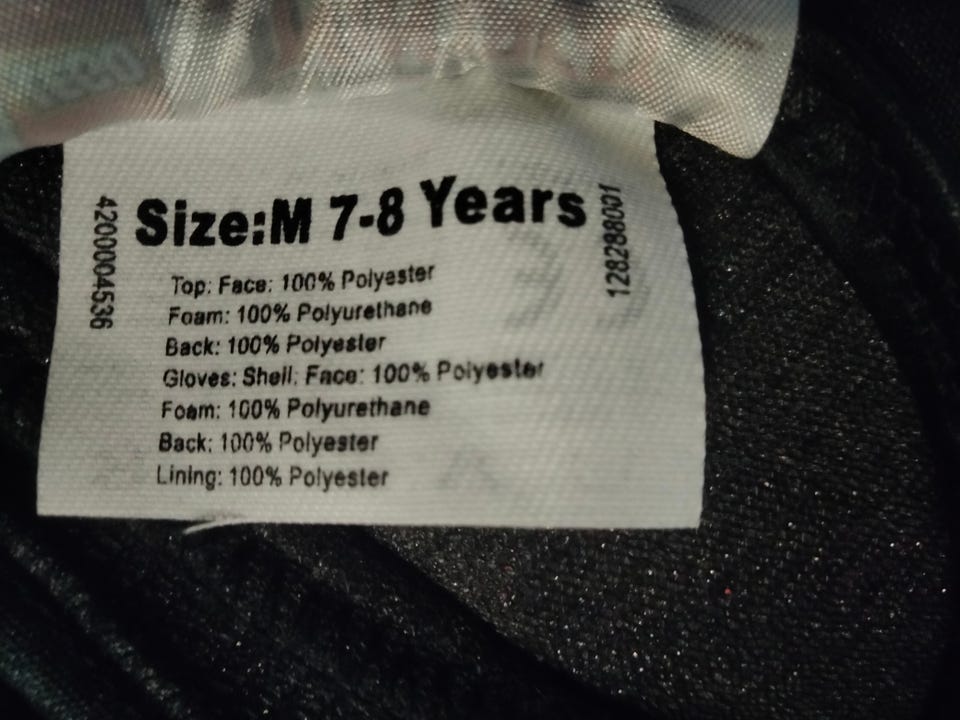 Size:M 7-8 Years
4200004536
128288001
Top: Face: 100% Polyester
Foam: 100% Polyurethane
Back: 100% Polyester
Gloves: Shell: Face: 100% Polyester
Foam: 100% Polyurethane
Back: 100% Polyester
Lining: 100% Polyester